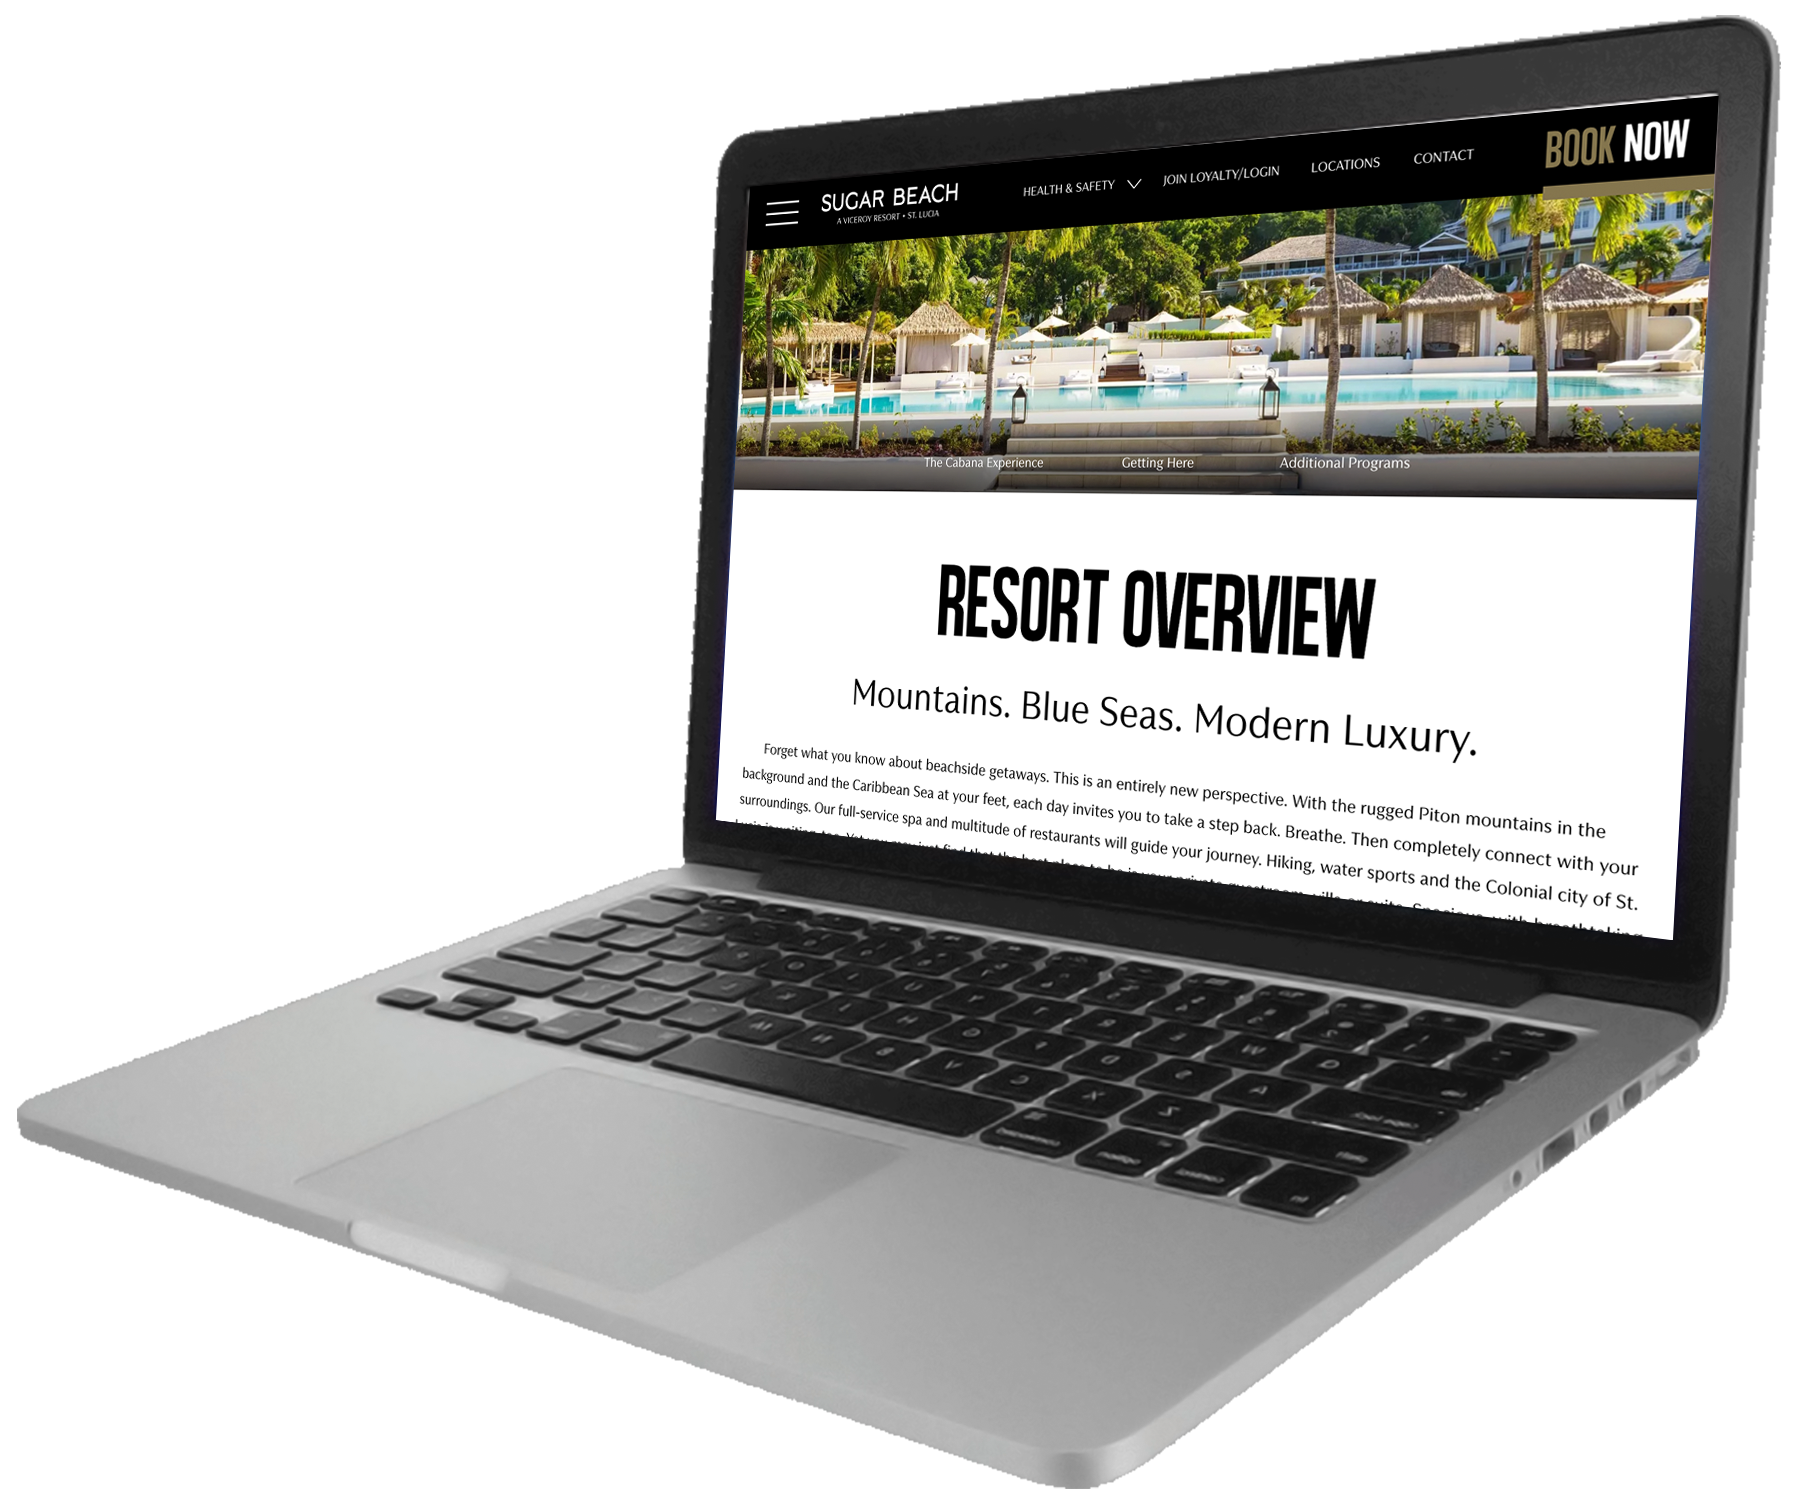 SUGAR BEACH
A VICEROY RESORT • ST. LUCIA
HEALTH & SAFETY
JOIN LOYALTY/LOGIN
LOCATIONS
CONTACT
BOOK NOW
The Cabana Experience
Getting Here
Additional Programs
RESORT OVERVIEW
Mountains. Blue Seas. Modern Luxury.
Forget what you know about beachside getaways. This is an entirely new perspective. With the rugged Piton mountains in the
background and the Caribbean Sea at your feet, each day invites you to take a step back. Breathe. Then completely connect with your
surroundings. Our full-service spa and multitude of restaurants will guide your journey. Hiking, water sports and the Colonial city of St.